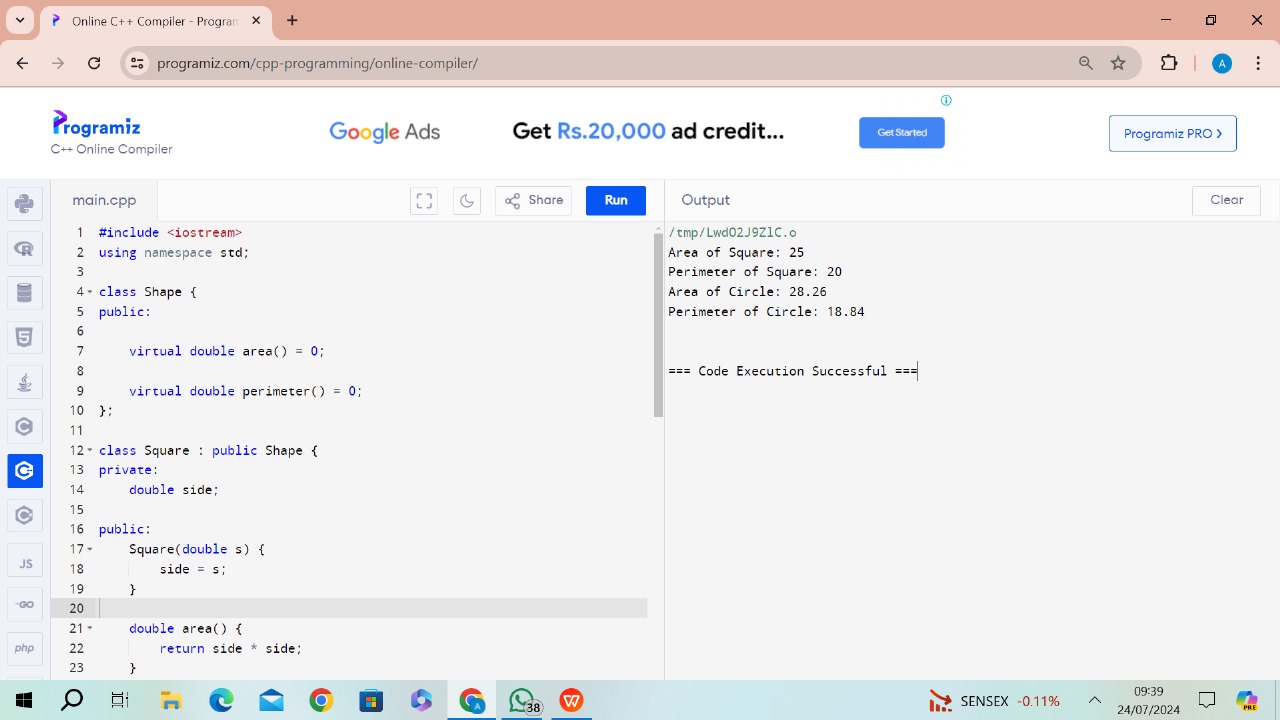 Online C++ Compiler - Program
programiz.com/cpp-programming/online-compiler/
A
Programiz
C++ Online Compiler
Google Ads
Get Rs.20,000 ad credit...
Get Started
Programiz PRO ›
main.cpp
Share
Run
Output
Clear
1 #include <iostream>
2 using namespace std;
3
4 class Shape {
5 public:
6
7 virtual double area() = 0;
8
9 virtual double perimeter() = 0;
10 };
11
12 class Square : public Shape {
13 private:
14 double side;
15
16 public:
17 Square(double s) {
18 side = s;
19 }
20
21 double area() {
22 return side * side;
23 }
/tmp/LwdO2J9ZlC.o
Area of Square: 25
Perimeter of Square: 20
Area of Circle: 28.26
Perimeter of Circle: 18.84
=== Code Execution Successful ===
JS
GO
php
38
SENSEX -0.11%
09:39
24/07/2024
PRE